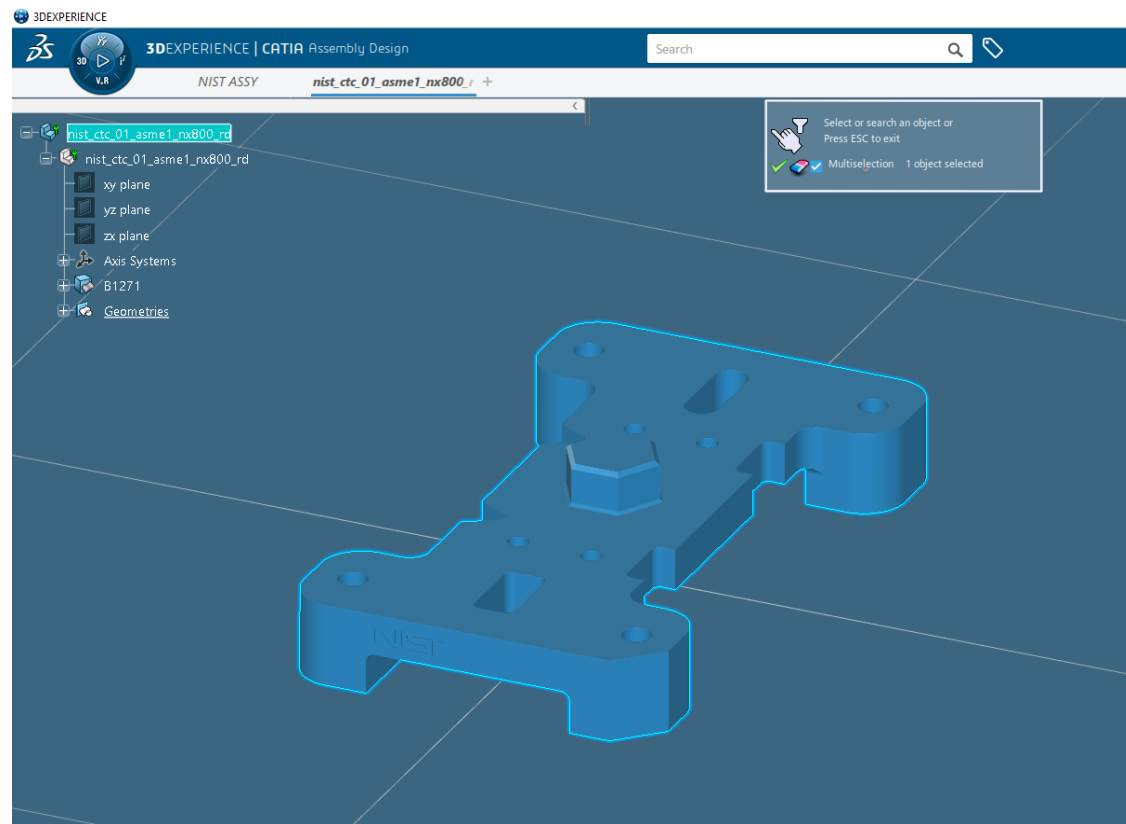 3DEXPERIENCE
3DEXPERIENCE | CATIA Assembly Design
Search
3D
V.R
NIST ASSY
nist_ctc_01_asme1_nx800_r
nist_ctc_01_asme1_nx800_rd
nist_ctc_01_asme1_nx800_rd
xy plane
yz plane
zx plane
Axis Systems
B1271
Geometries
Select or search an object or
Press ESC to exit
Multiselection 1 object selected
NIST